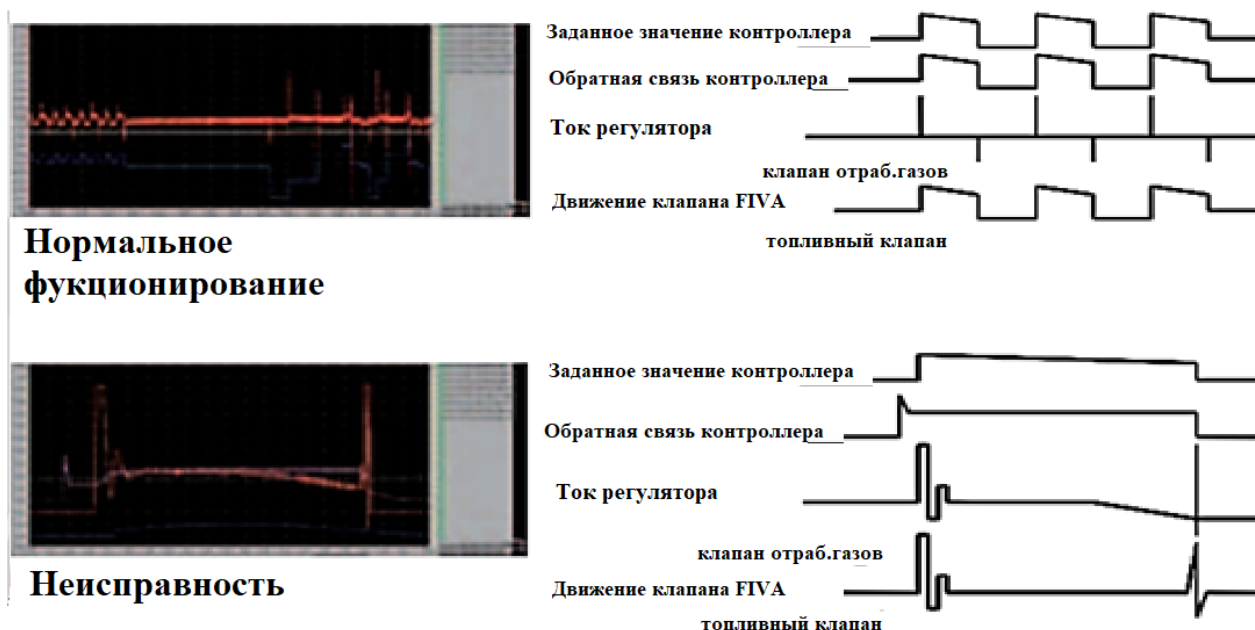 Заданное значение контроллера
Обратная связь контроллера
Ток регулятора
клапан отраб.газов
Движение клапана FIVA
топливный клапан
Нормальное
фукционирование
Заданное значение контроллера
Обратная связь контроллера
Ток регулятора
клапан отраб.газов
Движение клапана FIVA
топливный клапан
Неисправность